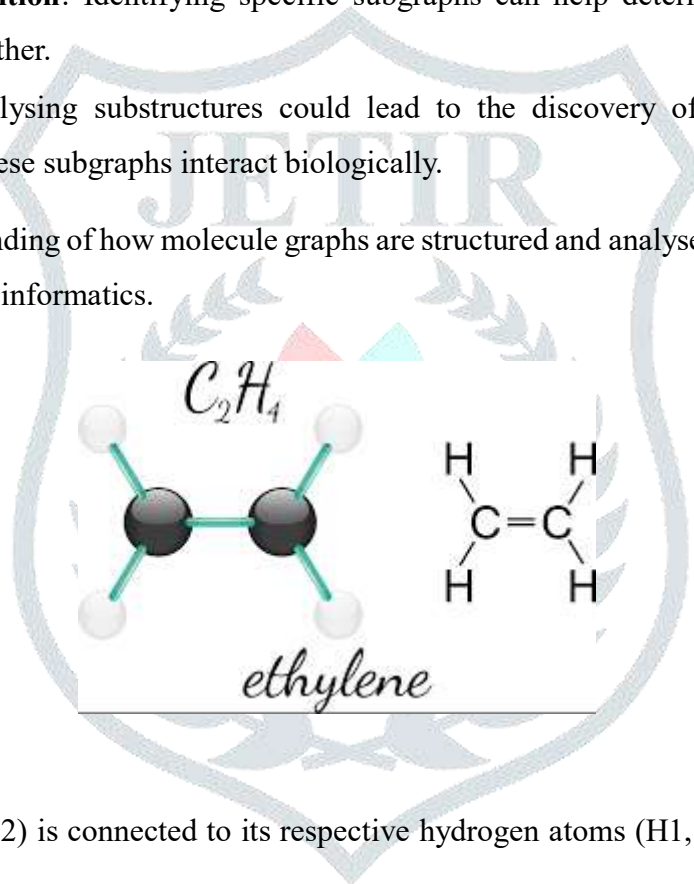 ition: Identifying specific subgraphs can help deter
ther.
lysing substructures could lead to the discovery of
ese subgraphs interact biologically.
JETIR
nding of how molecule graphs are structured and analyse
informatics.
C₂H₄
H H
C=C
H H
ethylene
2) is connected to its respective hydrogen atoms (H1,